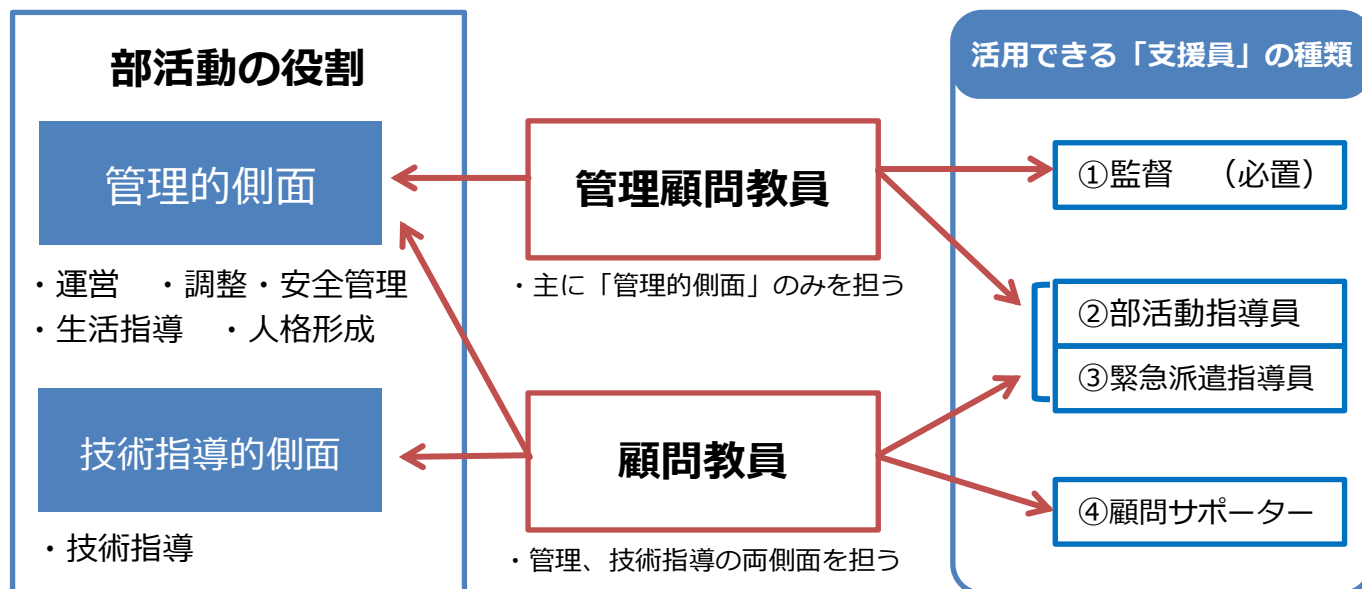 部活動の役割
管理的側面
・運営　・調整・安全管理
・生活指導　・人格形成
技術指導的側面
・技術指導
管理顧問教員
・主に「管理的側面」のみを担う
顧問教員
・管理、技術指導の両側面を担う
活用できる「支援員」の種類
①監督　（必置）
②部活動指導員
③緊急派遣指導員
④顧問サポーター